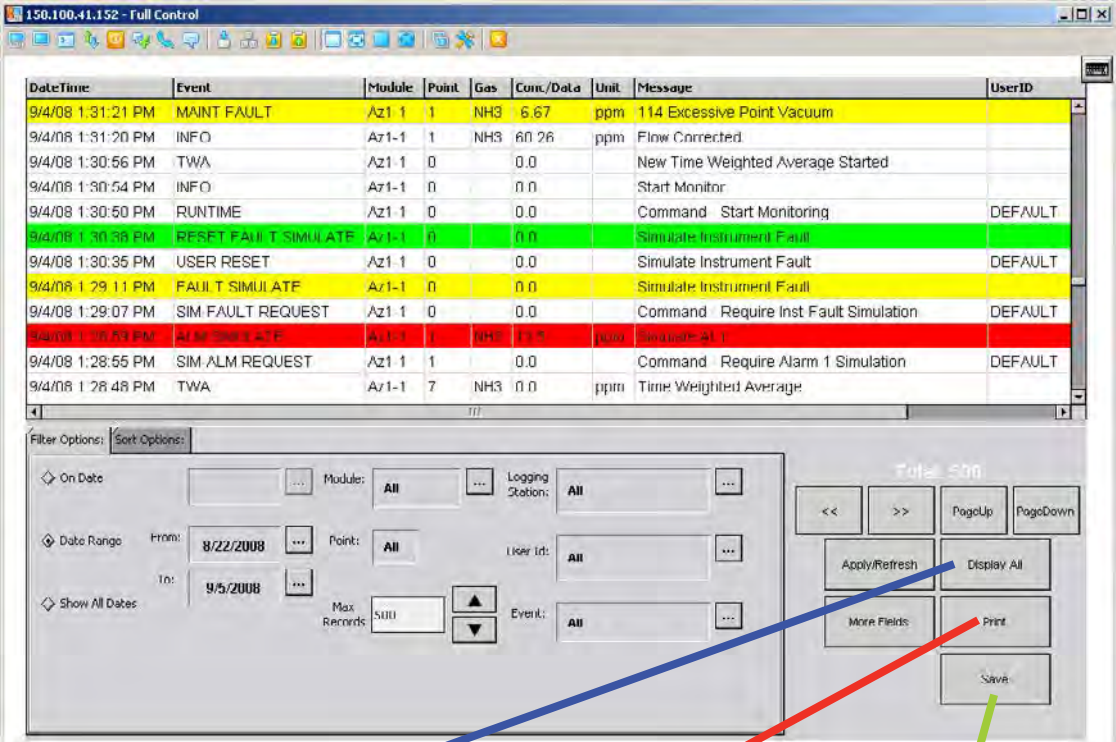 150.100.41.152 - Full Control
DateTime Event Module Point Gas Conc./Data Unit Message UserID
9/4/08 1:31:21 PM MAINT FAULT Az1-1 1 NH3 6.67 ppm 114 Excessive Point Vacuum
9/4/08 1:31:20 PM INFO Az1-1 1 NH3 60.26 ppm Flow Corrected
9/4/08 1:30:56 PM TWA Az1-1 0 0.0 New Time Weighted Average Started
9/4/08 1:30:54 PM INFO Az1-1 0 0.0 Start Monitor
9/4/08 1:30:50 PM RUNTIME Az1-1 0 0.0 Command Start Monitoring DEFAULT
9/4/08 1:30:38 PM RESET FAULT SIMULATE Az1-1 0 0.0 Simulate Instrument Fault
9/4/08 1:30:35 PM USER RESET Az1-1 0 0.0 Simulate Instrument Fault DEFAULT
9/4/08 1:29:11 PM FAULT SIMULATE Az1-1 0 0.0 Simulate Instrument Fault
9/4/08 1:29:07 PM SIM-FAULT REQUEST Az1-1 0 0.0 Command Require Inst Fault Simulation DEFAULT
PM ALM SIMULATE Az1-1 1 NH3 ppm
9/4/08 1:28:55 PM SIM-ALM REQUEST Az1-1 1 0.0 Command Require Alarm 1 Simulation DEFAULT
9/4/08 1:28:48 PM TWA Az1-1 7 NH3 0.0 ppm Time Weighted Average
Filter Options: Sort Options:
On Date Module: All ... Logging Station: All ...
Date Range From: 8/22/2008 ... Point: All User Id: All ...
To: 9/5/2008 ...
Show All Dates Max Records 500 Event: All ...
Total: 500
<< >> PageUp PageDown
Apply/Refresh Display All
More Fields Print
Save